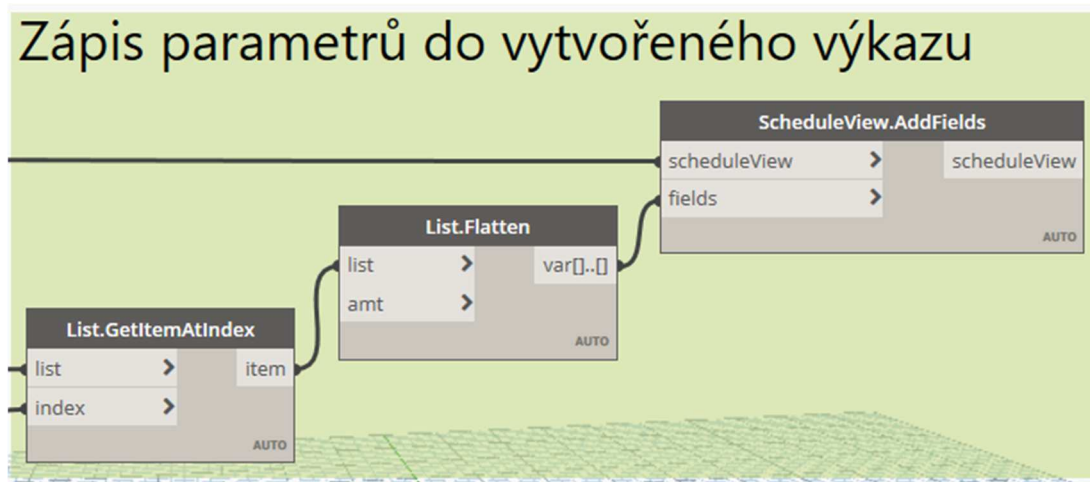 Zápis parametrů do vytvořeného výkazu
ScheduleView.AddFields
scheduleView > scheduleView
fields >
AUTO
List.Flatten
list > var[]..[]
amt >
AUTO
List.GetItemAtIndex
list > item
index >
AUTO